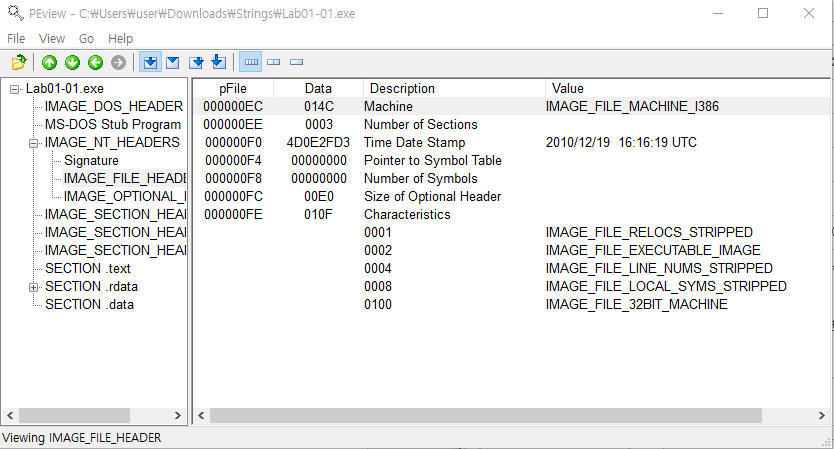 PEview - C:₩Users₩user₩Downloads₩Strings₩Lab01-01.exe
File View Go Help
Lab01-01.exe
IMAGE_DOS_HEADER
MS-DOS Stub Program
IMAGE_NT_HEADERS
Signature
IMAGE_FILE_HEADE
IMAGE_OPTIONAL_
IMAGE_SECTION_HEA
IMAGE_SECTION_HEA
IMAGE_SECTION_HEA
SECTION .text
SECTION .rdata
SECTION .data
pFile Data Description Value
000000EC 014C Machine IMAGE_FILE_MACHINE_I386
000000EE 0003 Number of Sections
000000F0 4D0E2FD3 Time Date Stamp 2010/12/19 16:16:19 UTC
000000F4 00000000 Pointer to Symbol Table
000000F8 00000000 Number of Symbols
000000FC 00E0 Size of Optional Header
000000FE 010F Characteristics
0001 IMAGE_FILE_RELOCS_STRIPPED
0002 IMAGE_FILE_EXECUTABLE_IMAGE
0004 IMAGE_FILE_LINE_NUMS_STRIPPED
0008 IMAGE_FILE_LOCAL_SYMS_STRIPPED
0100 IMAGE_FILE_32BIT_MACHINE
Viewing IMAGE_FILE_HEADER